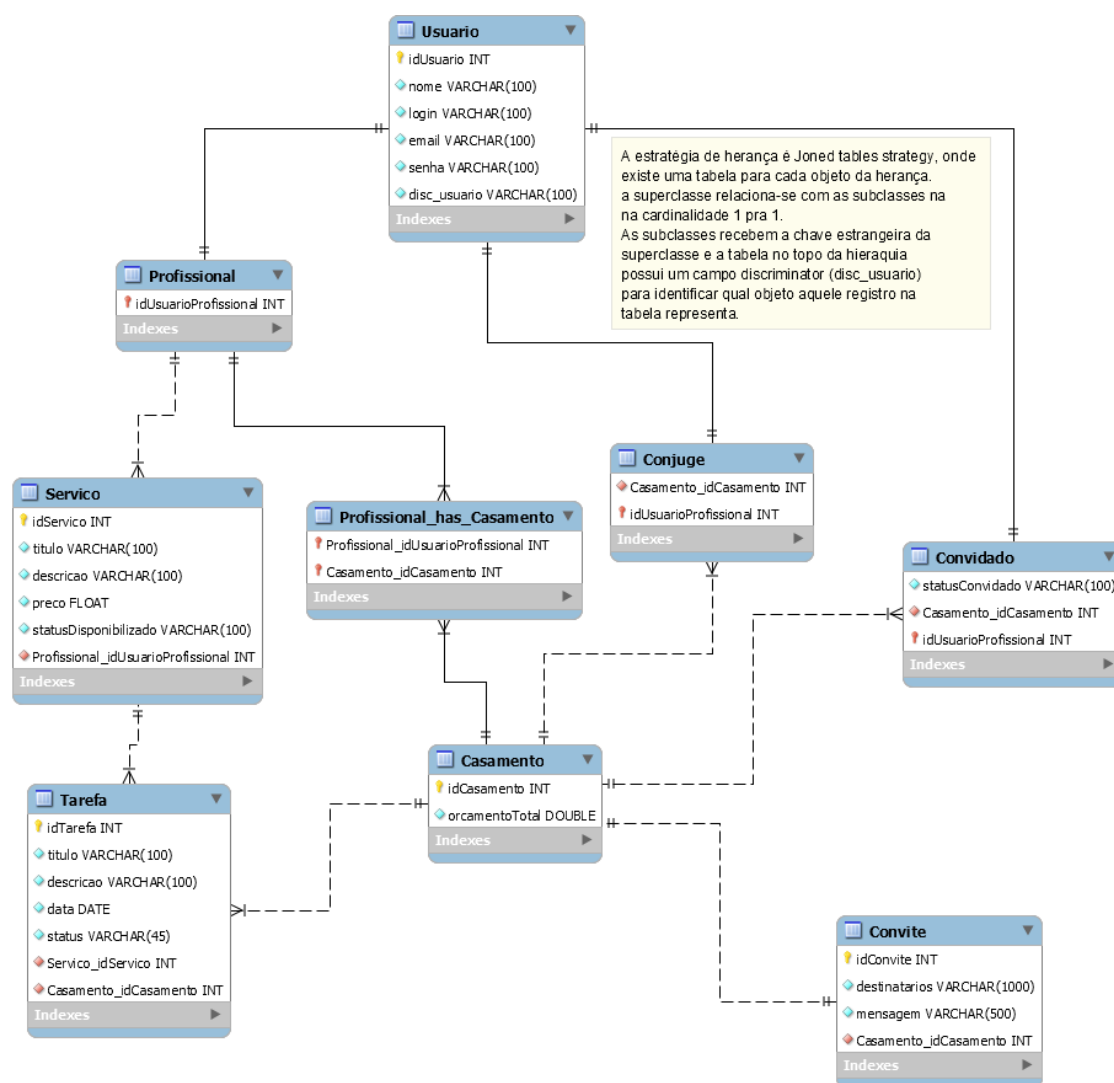 Usuario
idUsuario INT
nome VARCHAR(100)
login VARCHAR(100)
email VARCHAR(100)
senha VARCHAR(100)
disc_usuario VARCHAR(100)
Indexes
A estratégia de herança é Joned tables strategy, onde
existe uma tabela para cada objeto da herança.
a superclasse relaciona-se com as subclasses na
na cardinalidade 1 pra 1.
As subclasses recebem a chave estrangeira da
superclasse e a tabela no topo da hieraquia
possui um campo discriminator (disc_usuario)
para identificar qual objeto aquele registro na
tabela representa.
Profissional
idUsuarioProfissional INT
Indexes
Servico
idServico INT
titulo VARCHAR(100)
descricao VARCHAR(100)
preco FLOAT
statusDisponibilizado VARCHAR(100)
Profissional_idUsuarioProfissional INT
Indexes
Profissional_has_Casamento
Profissional_idUsuarioProfissional INT
Casamento_idCasamento INT
Indexes
Conjuge
Casamento_idCasamento INT
idUsuarioProfissional INT
Indexes
Convidado
statusConvidado VARCHAR(100)
Casamento_idCasamento INT
idUsuarioProfissional INT
Indexes
Casamento
idCasamento INT
orcamentoTotal DOUBLE
Indexes
Tarefa
idTarefa INT
titulo VARCHAR(100)
descricao VARCHAR(100)
data DATE
status VARCHAR(45)
Servico_idServico INT
Casamento_idCasamento INT
Indexes
Convite
idConvite INT
destinatarios VARCHAR(1000)
mensagem VARCHAR(500)
Casamento_idCasamento INT
Indexes